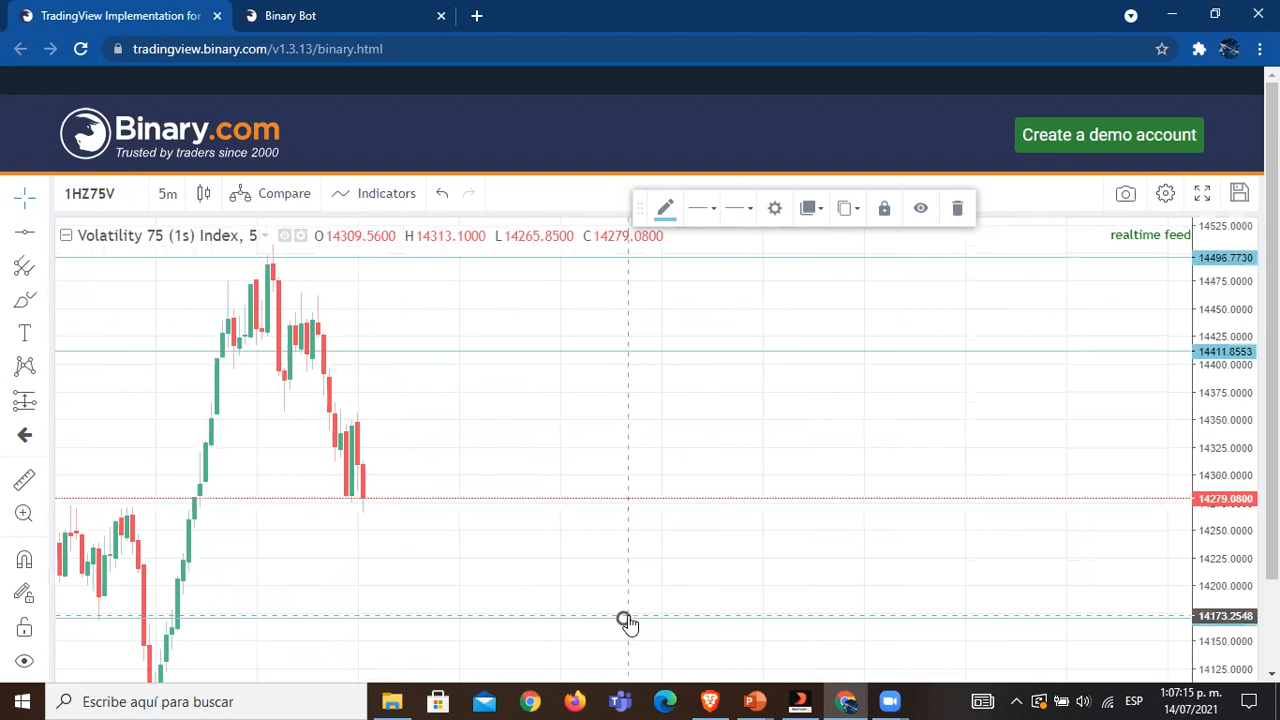 TradingView Implementation for
Binary Bot
tradingview.binary.com/v1.3.13/binary.html
Binary.com
Trusted by traders since 2000
Create a demo account
1HZ75V
5m
Compare
Indicators
Volatility 75 (1s) Index, 5
O14309.5600 H14313.1000 L14265.8500 C14279.0800
realtime feed
14525.0000
14496.7730
14475.0000
14450.0000
14425.0000
14411.8553
14400.0000
14375.0000
14350.0000
14325.0000
14300.0000
14279.0800
14250.0000
14225.0000
14200.0000
14173.2548
14150.0000
14125.0000
Escribe aquí para buscar
ESP
1:07:15 p. m.
14/07/2021